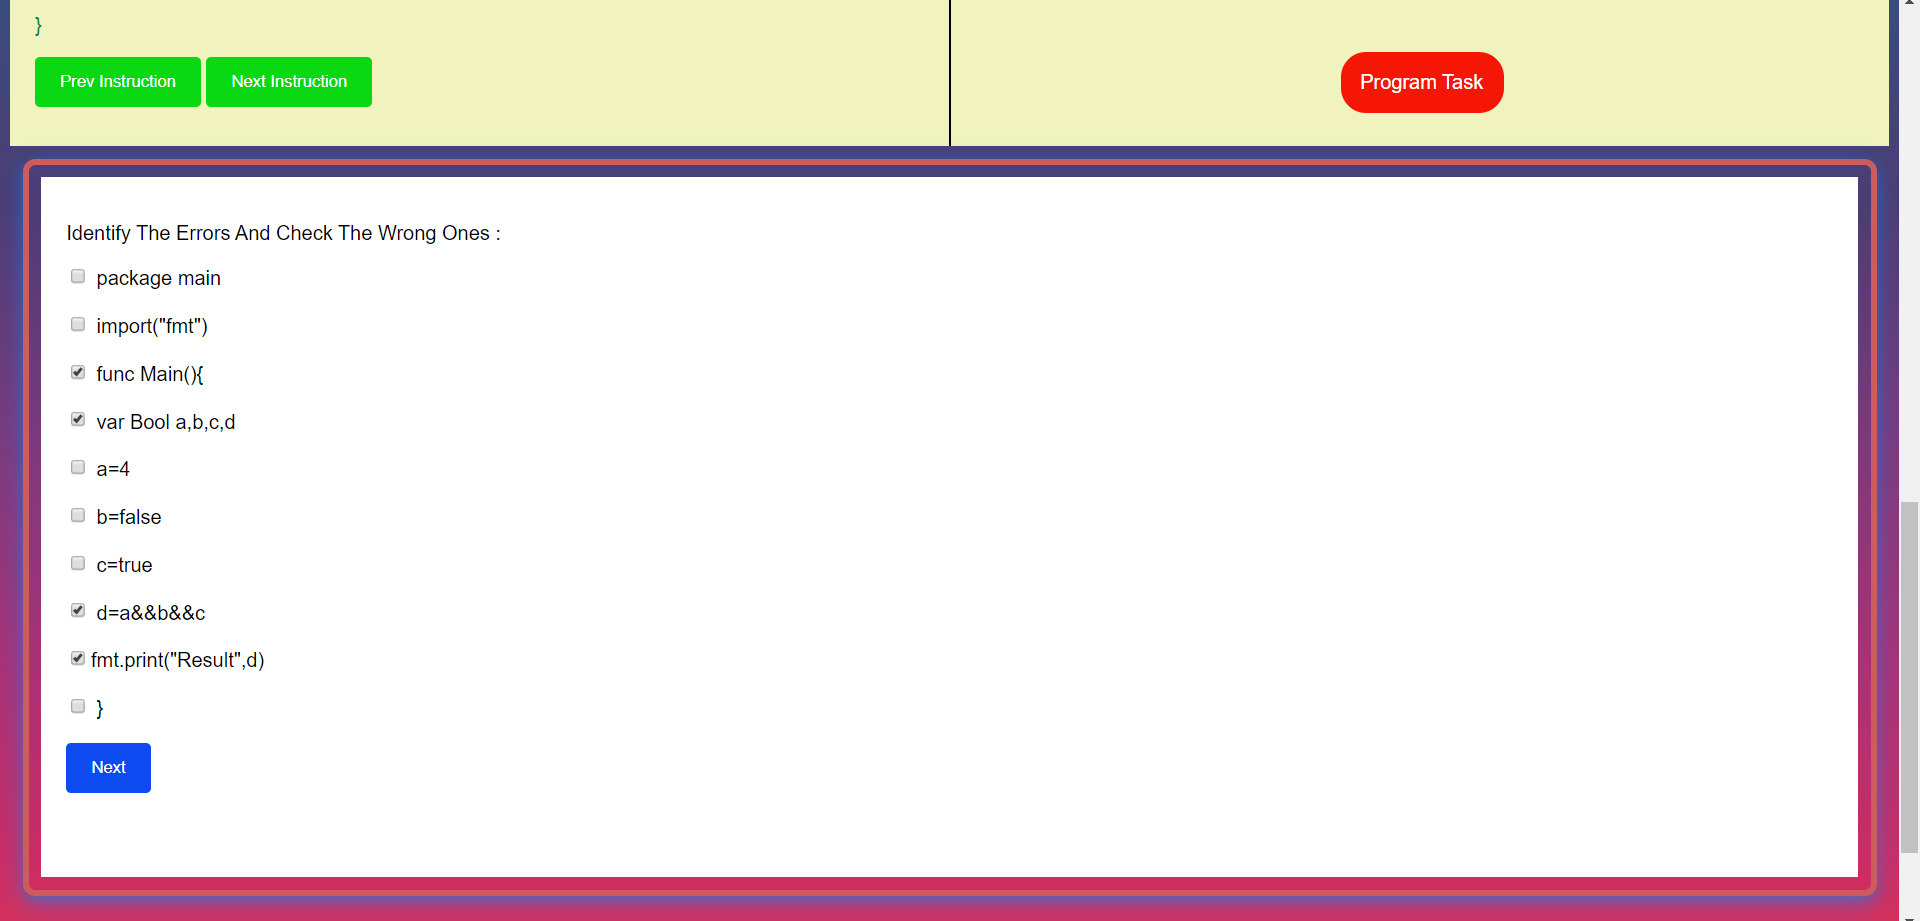 }
Prev Instruction Next Instruction
Program Task
Identify The Errors And Check The Wrong Ones :
package main
import("fmt")
func Main(){
var Bool a,b,c,d
a=4
b=false
c=true
d=a&&b&&c
fmt.print("Result",d)
}
Next